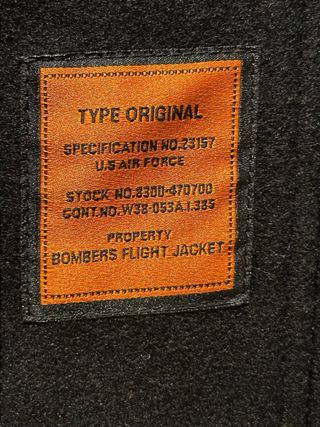 TYPE ORIGINAL
SPECIFICATION NO.23157
U.S AIR FORCE
STOCK NO.8300-470700
CONT.NO.W38-053A.1.385
PROPERTY
BOMBERS FLIGHT JACKET